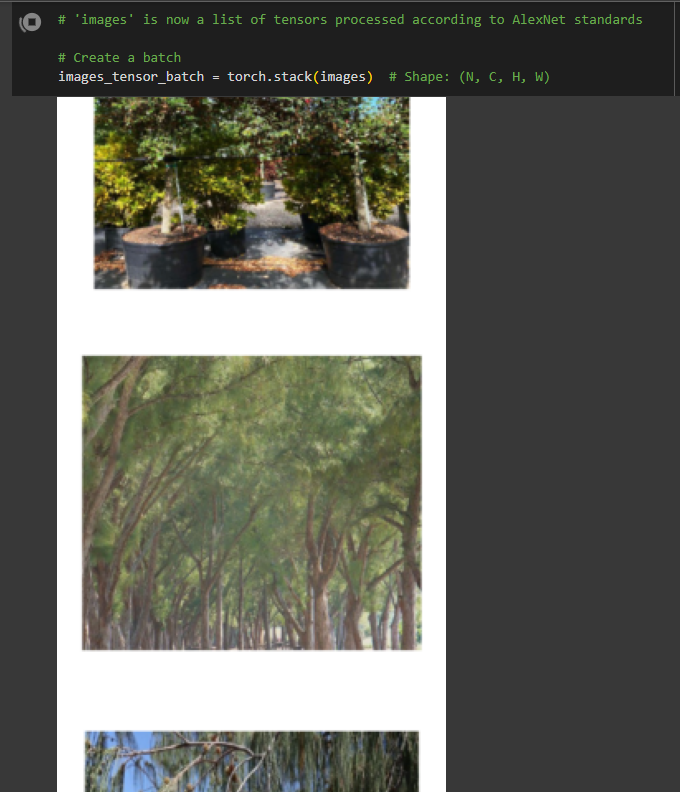 # 'images' is now a list of tensors processed according to AlexNet standards
# Create a batch
images_tensor_batch = torch.stack(images)  # Shape: (N, C, H, W)